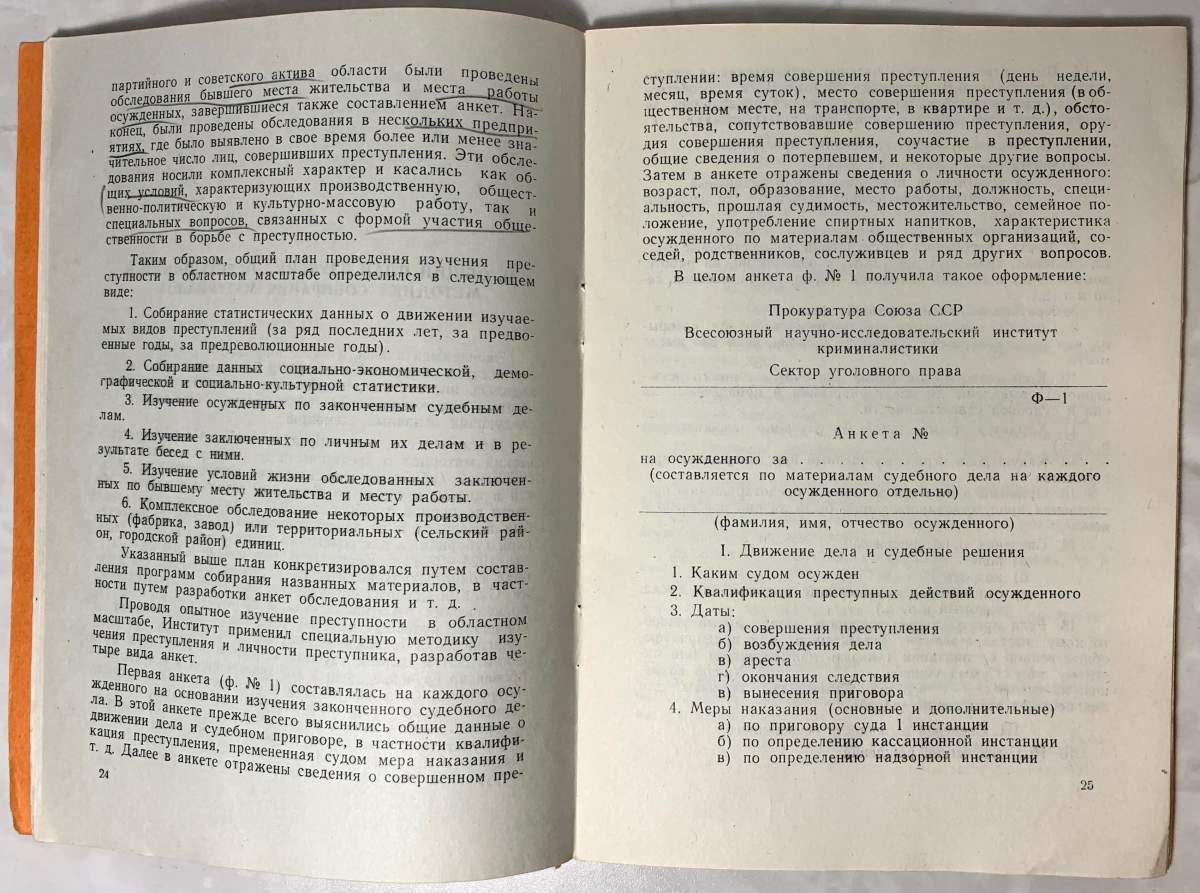 партийного и советского актива области были проведены
обследования бывшего места жительства и места работы
осужденных, завершившиеся также составлением анкет. На-
конец, были проведены обследования в нескольких предпри-
ятиях, где было выявлено в свое время более или менее зна-
чительное число лиц, совершивших преступления. Эти обсле-
дования носили комплексный характер и касались как об-
щих условий, характеризующих производственную, общест-
венно-политическую и культурно-массовую работу, так и
специальных вопросов, связанных с формой участия обще-
ственности в борьбе с преступностью.
Таким образом, общий план проведения изучения пре-
ступности в областном масштабе определился в следующем
виде:
1. Собирание статистических данных о движении изучае-
мых видов преступлений (за ряд последних лет, за предво-
енные годы, за предреволюционные годы).
2. Собирание данных социально-экономической, демо-
графической и социально-культурной статистики.
3. Изучение осужденных по законченным судебным де-
лам.
4. Изучение заключенных по личным их делам и в ре-
зультате бесед с ними.
5. Изучение условий жизни обследованных заключен-
ных по бывшему месту жительства и месту работы.
6. Комплексное обследование некоторых производствен-
ных (фабрика, завод) или территориальных (сельский рай-
он, городской район) единиц.
Указанный выше план конкретизировался путем состав-
ления программ собирания названных материалов, в част-
ности путем разработки анкет обследования и т. д.
Проводя опытное изучение преступности в областном
масштабе, Институт применил специальную методику изу-
чения преступления и личности преступника, разработав че-
тыре вида анкет.
Первая анкета (ф. № 1) составлялась на каждого осу-
жденного на основании изучения законченного судебного де-
ла. В этой анкете прежде всего выяснились общие данные о
движении дела и судебном приговоре, в частности квалифи-
кация преступления, премененная судом мера наказания и
т. д. Далее в анкете отражены сведения о совершенном пре-
24
ступлении: время совершения преступления (день недели,
месяц, время суток), место совершения преступления (в об-
щественном месте, на транспорте, в квартире и т. д.), обсто-
ятельства, сопутствовавшие совершению преступления, ору-
дия совершения преступления, соучастие в преступлении,
общие сведения о потерпевшем, и некоторые другие вопросы.
Затем в анкете отражены сведения о личности осужденного:
возраст, пол, образование, место работы, должность, специ-
альность, прошлая судимость, местожительство, семейное по-
ложение, употребление спиртных напитков, характеристика
осужденного по материалам общественных организаций, со-
седей, родственников, сослуживцев и ряд других вопросов.
В целом анкета ф. № 1 получила такое оформление:
Прокуратура Союза ССР
Всесоюзный научно-исследовательский институт
криминалистики
Сектор уголовного права
Ф—1
Анкета №
на осужденного за . . . . . . . . . . . . . . . .
(составляется по материалам судебного дела на каждого
осужденного отдельно)
(фамилия, имя, отчество осужденного)
I. Движение дела и судебные решения
1. Каким судом осужден
2. Квалификация преступных действий осужденного
3. Даты:
а) совершения преступления
б) возбуждения дела
в) ареста
г) окончания следствия
в) вынесения приговора
4. Меры наказания (основные и дополнительные)
а) по приговору суда I инстанции
б) по определению кассационной инстанции
в) по определению надзорной инстанции
25